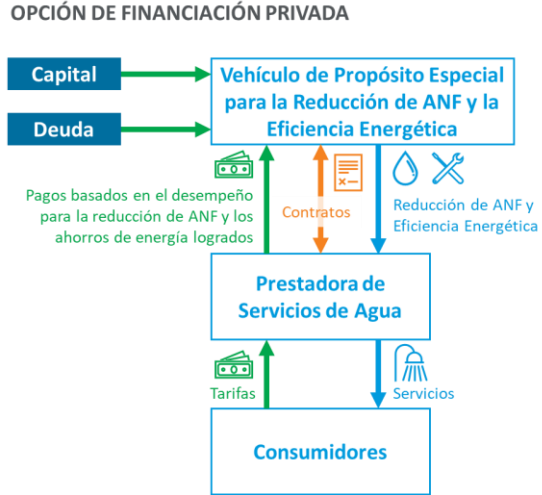 OPCIÓN DE FINANCIACIÓN PRIVADA
Capital
Deuda
Vehículo de Propósito Especial
para la Reducción de ANF y la
Eficiencia Energética
Pagos basados en el desempeño
para la reducción de ANF y los
ahorros de energía logrados
Contratos
Reducción de ANF y
Eficiencia Energética
Prestadora de
Servicios de Agua
Tarifas
Servicios
Consumidores